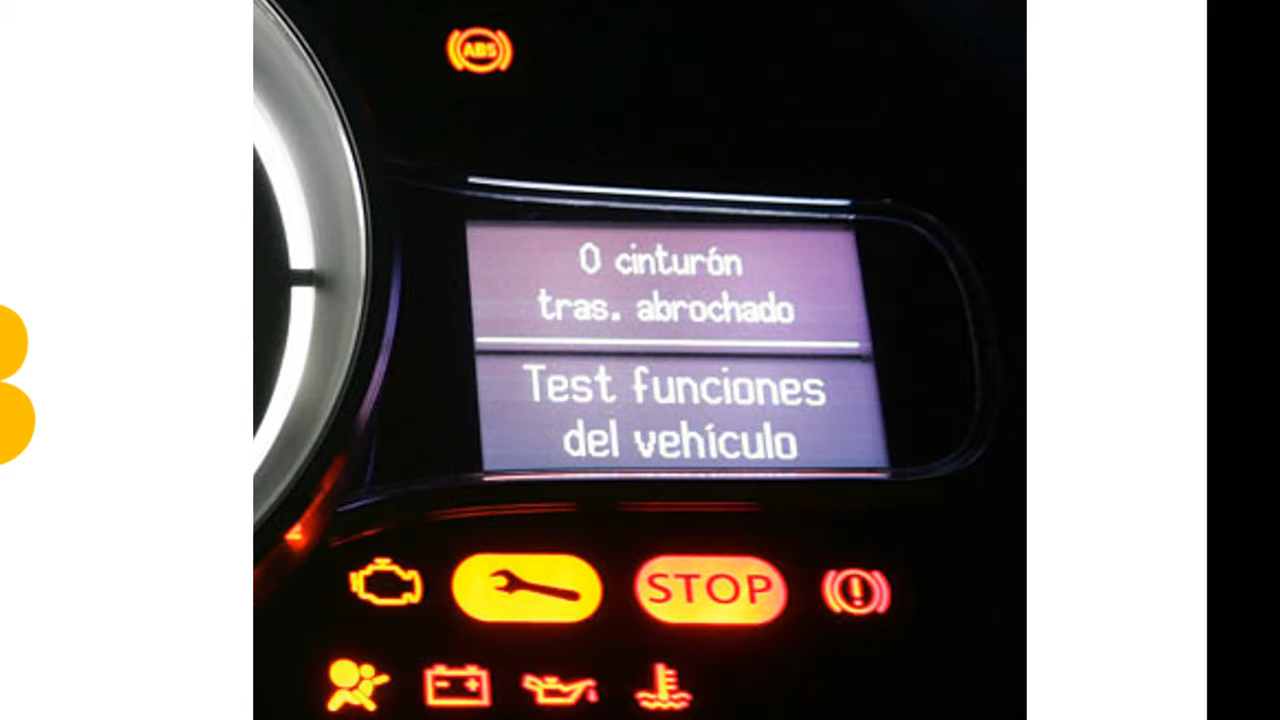 ABS
0 cinturón
tras. abrochado
Test funciones
del vehículo
STOP